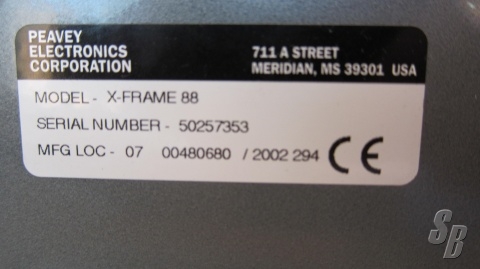 PEAVEY
ELECTRONICS
CORPORATION
711 A STREET
MERIDIAN, MS 39301 USA
MODEL - X-FRAME 88
SERIAL NUMBER - 50257353
MFG LOC - 07 00480680 / 2002 294 CE
SB